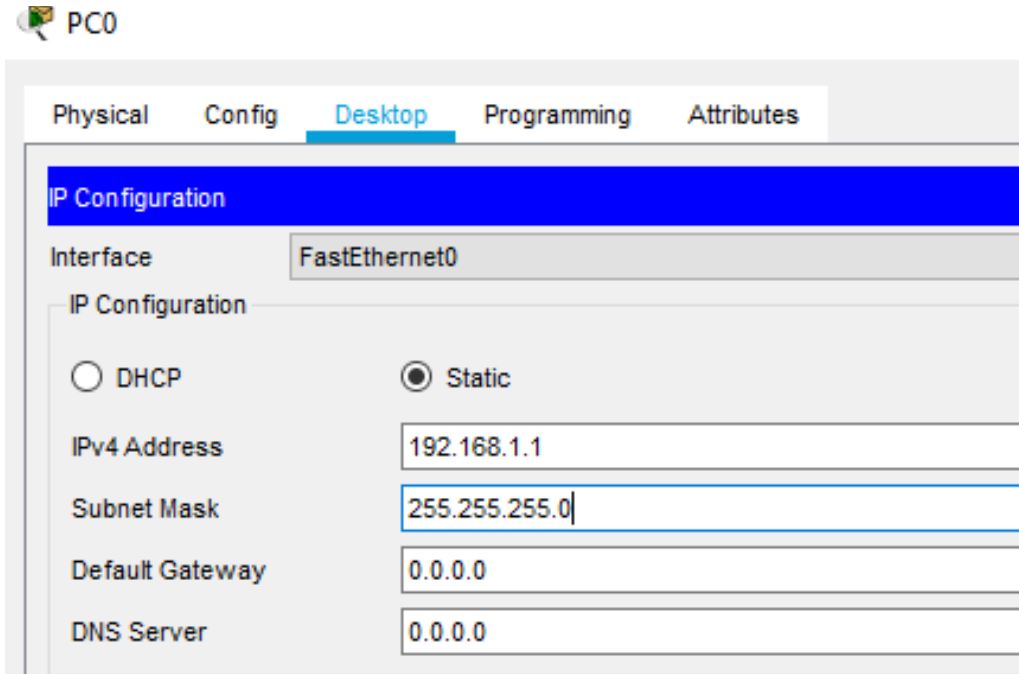 PC0
Physical Config Desktop Programming Attributes
IP Configuration
Interface FastEthernet0
IP Configuration
DHCP Static
IPv4 Address 192.168.1.1
Subnet Mask 255.255.255.0
Default Gateway 0.0.0.0
DNS Server 0.0.0.0